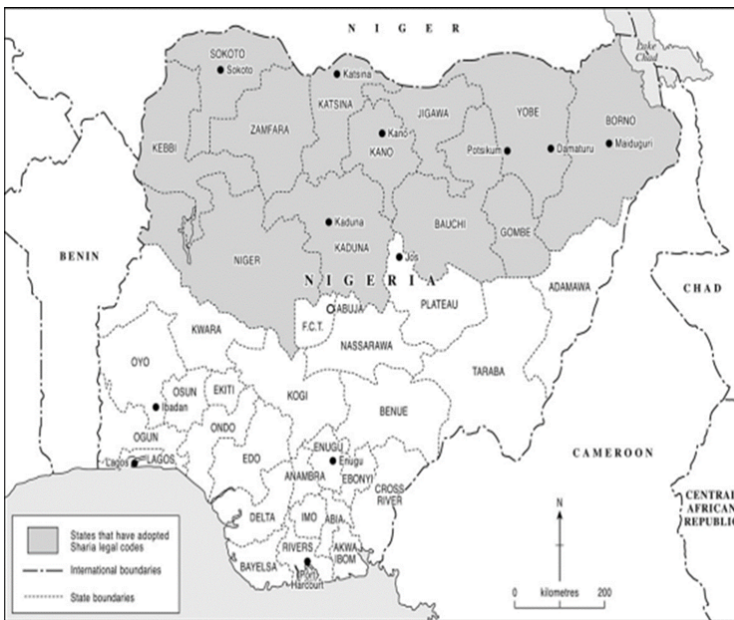 NIGER
Lake
Chad
SOKOTO
Sokoto
Katsina
KATSINA
JIGAWA
YOBE
BORNO
KEBBI
ZAMFARA
Kano
KANO
Potsikum
Damaturu
Maiduguri
Kaduna
KADUNA
BAUCHI
GOMBE
NIGER
Jos
BENIN
NIGERIA
CHAD
ADAMAWA
PLATEAU
ABUJA
F.C.T.
KWARA
NASSARAWA
OYO
TARABA
OSUN
EKITI
KOGI
BENUE
Ibadan
ONDO
OGUN
ENUGU
Enugu
EDO
Lagos
LAGOS
ANAMBRA
EBONYI
CROSS
RIVER
CAMEROON
CENTRAL
AFRICAN
REPUBLIC
DELTA
IMO
ABIA
RIVERS
AKWA
IBOM
BAYELSA
Port
Harcourt
N
0 kilometres 200
States that have adopted
Sharia legal codes
International boundaries
State boundaries